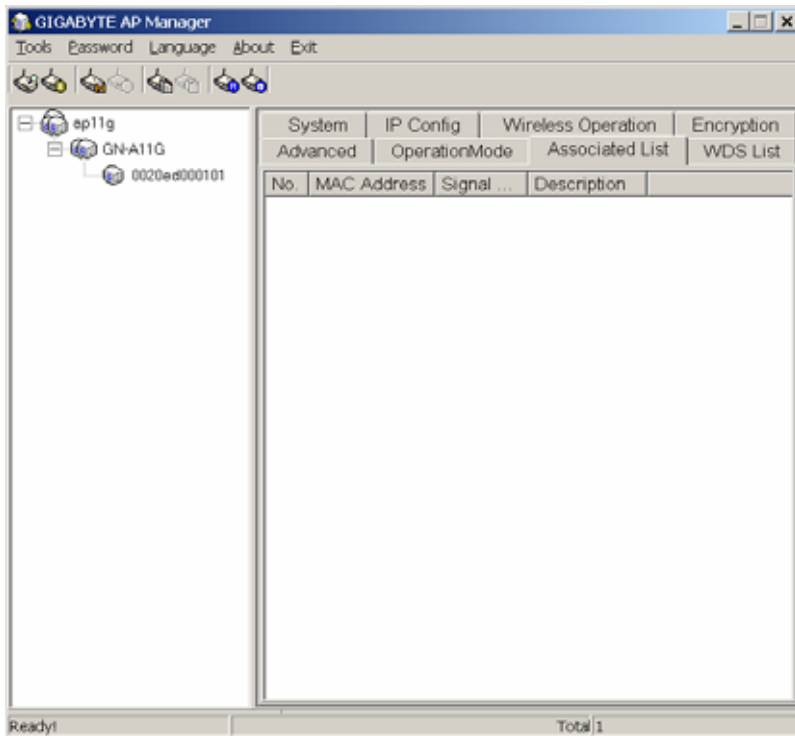 GIGABYTE AP Manager
Tools Password Language About Exit
ap11g
GN-A11G
0020ed000101
System IP Config Wireless Operation Encryption
Advanced OperationMode Associated List WDS List
No. MAC Address Signal ... Description
Ready! Total 1